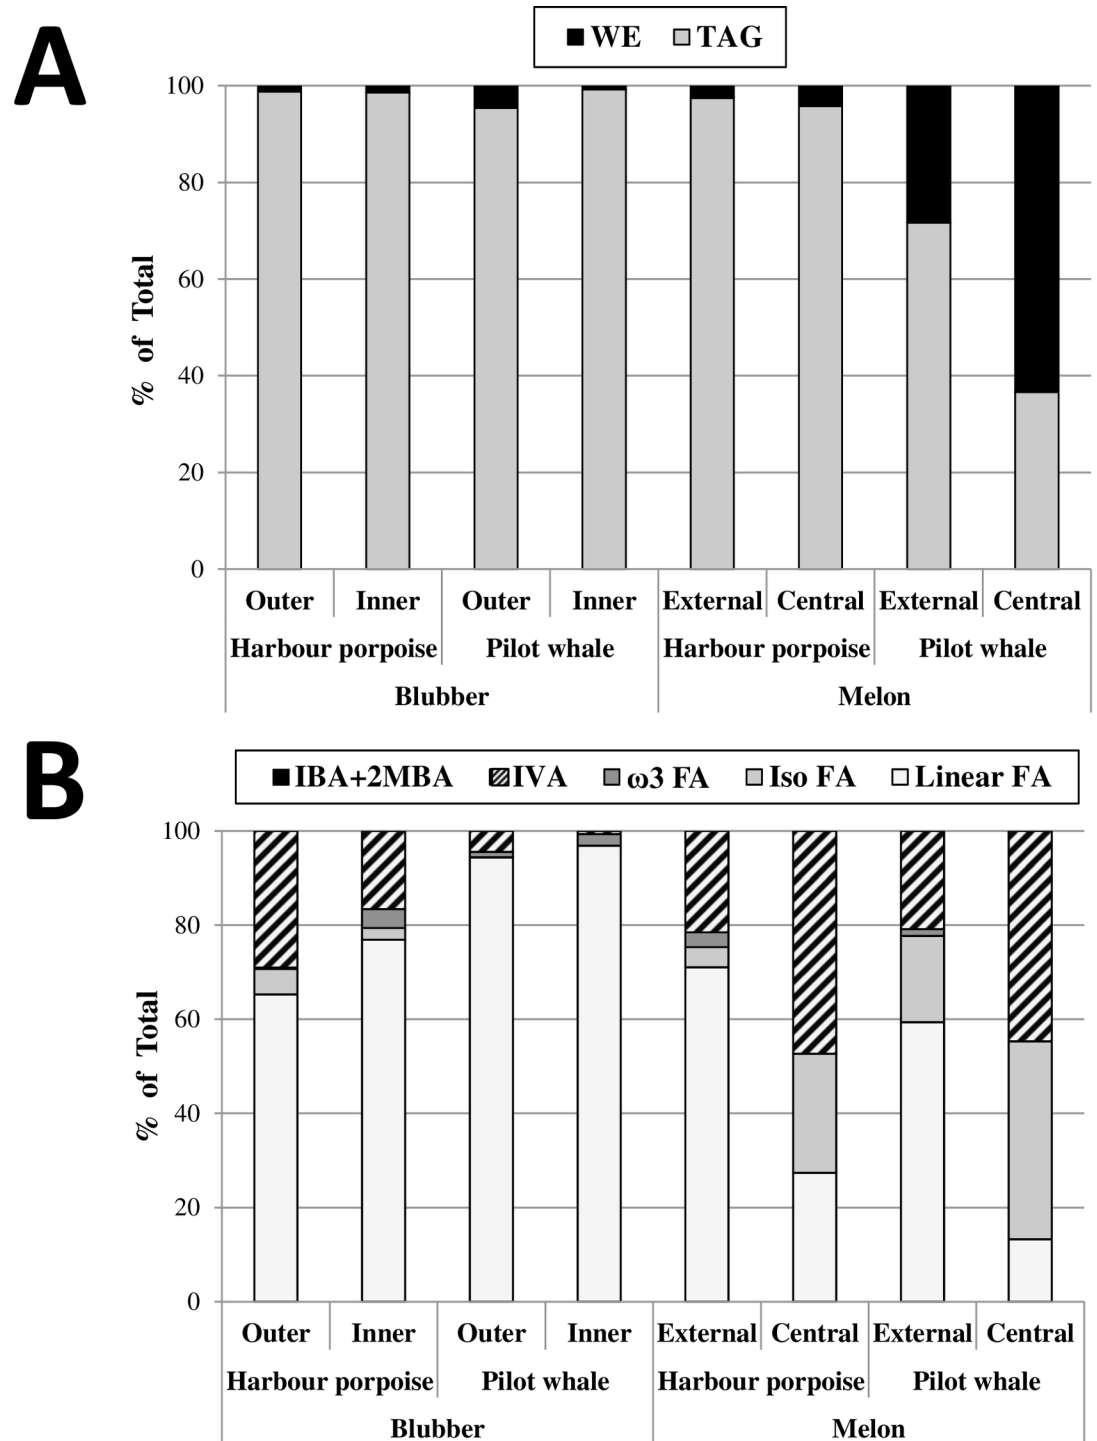 A
WE TAG
100
80
60
40
20
0
% of Total
Outer Inner Outer Inner External Central External Central
Harbour porpoise Pilot whale Harbour porpoise Pilot whale
Blubber Melon
B
IBA+2MBA IVA ω3 FA Iso FA Linear FA
100
80
60
40
20
0
% of Total
Outer Inner Outer Inner External Central External Central
Harbour porpoise Pilot whale Harbour porpoise Pilot whale
Blubber Melon